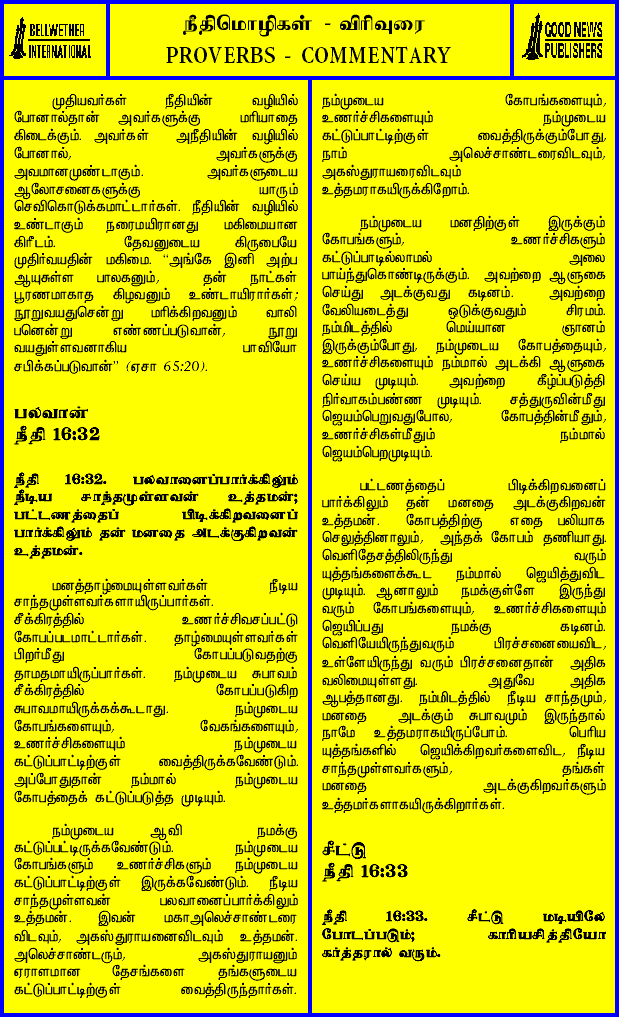 BELLWETHER
INTERNATIONAL
நீதிமொழிகள் - விரிவுரை
PROVERBS - COMMENTARY
GOOD NEWS
PUBLISHERS
முதியவர்கள் நீதியின் வழியில்
போனால்தான் அவர்களுக்கு மரியாதை
கிடைக்கும். அவர்கள் அநீதியின் வழியில்
போனால், அவர்களுக்கு
அவமானமுண்டாகும். அவர்களுடைய
ஆலோசனைகளுக்கு யாரும்
செவிகொடுக்கமாட்டார்கள். நீதியின் வழியில்
உண்டாகும் நரைமயிரானது மகிமையான
கிரீடம். தேவனுடைய கிருபையே
முதிர்வயதின் மகிமை. “அங்கே இனி அற்ப
ஆயுசுள்ள பாலகனும், தன் நாட்கள்
பூரணமாகாத கிழவனும் உண்டாயிரார்கள்;
நூறுவயதுசென்று மரிக்கிறவனும் வாலி
பனென்று எண்ணப்படுவான், நூறு
வயதுள்ளவனாகிய பாவியோ
சபிக்கப்படுவான்” (ஏசா 65:20).
பலவான்
நீதி 16:32
நீதி 16:32. பலவானைப்பார்க்கிலும்
நீடிய சாந்தமுள்ளவன் உத்தமன்;
பட்டணத்தைப் பிடிக்கிறவனைப்
பார்க்கிலும் தன் மனதை அடக்குகிறவன்
உத்தமன்.
மனத்தாழ்மையுள்ளவர்கள் நீடிய
சாந்தமுள்ளவர்களாயிருப்பார்கள்.
சீக்கிரத்தில் உணர்ச்சிவசப்பட்டு
கோபப்படமாட்டார்கள். தாழ்மையுள்ளவர்கள்
பிறர்மீது கோபப்படுவதற்கு
தாமதமாயிருப்பார்கள். நம்முடைய சுபாவம்
சீக்கிரத்தில் கோபப்படுகிற
சுபாவமாயிருக்கக்கூடாது. நம்முடைய
கோபங்களையும், வேகங்களையும்,
உணர்ச்சிகளையும் நம்முடைய
கட்டுப்பாட்டிற்குள் வைத்திருக்கவேண்டும்.
அப்போதுதான் நம்மால் நம்முடைய
கோபத்தைக் கட்டுப்படுத்த முடியும்.
நம்முடைய ஆவி நமக்கு
கட்டுப்பட்டிருக்கவேண்டும். நம்முடைய
கோபங்களும் உணர்ச்சிகளும் நம்முடைய
கட்டுப்பாட்டிற்குள் இருக்கவேண்டும். நீடிய
சாந்தமுள்ளவன் பலவானைப்பார்க்கிலும்
உத்தமன். இவன் மகாஅலெச்சாண்டரை
விடவும், அகஸ்துராயனைவிடவும் உத்தமன்.
அலெச்சாண்டரும், அகஸ்துராயனும்
ஏராளமான தேசங்களை தங்களுடைய
கட்டுப்பாட்டிற்குள் வைத்திருந்தார்கள்.
நம்முடைய கோபங்களையும்,
உணர்ச்சிகளையும் நம்முடைய
கட்டுப்பாட்டிற்குள் வைத்திருக்கும்போது,
நாம் அலெச்சாண்டரைவிடவும்,
அகஸ்துராயரைவிடவும்
உத்தமராகயிருக்கிறோம்.
நம்முடைய மனதிற்குள் இருக்கும்
கோபங்களும், உணர்ச்சிகளும்
கட்டுப்பாடில்லாமல் அலை
பாய்ந்துகொண்டிருக்கும். அவற்றை ஆளுகை
செய்து அடக்குவது கடினம். அவற்றை
வேலியடைத்து ஒடுக்குவதும் சிரமம்.
நம்மிடத்தில் மெய்யான ஞானம்
இருக்கும்போது, நம்முடைய கோபத்தையும்,
உணர்ச்சிகளையும் நம்மால் அடக்கி ஆளுகை
செய்ய முடியும். அவற்றை கீழ்ப்படுத்தி
நிர்வாகம்பண்ண முடியும். சத்துருவின்மீது
ஜெயம்பெறுவதுபோல, கோபத்தின்மீதும்,
உணர்ச்சிகள்மீதும் நம்மால்
ஜெயம்பெறமுடியும்.
பட்டணத்தைப் பிடிக்கிறவனைப்
பார்க்கிலும் தன் மனதை அடக்குகிறவன்
உத்தமன். கோபத்திற்கு எதை பலியாக
செலுத்தினாலும், அந்தக் கோபம் தணியாது.
வெளிதேசத்திலிருந்து வரும்
யுத்தங்களைக்கூட நம்மால் ஜெயித்துவிட
முடியும். ஆனாலும் நமக்குள்ளே இருந்து
வரும் கோபங்களையும், உணர்ச்சிகளையும்
ஜெயிப்பது நமக்கு கடினம்.
வெளியேயிருந்துவரும் பிரச்சனையைவிட,
உள்ளேயிருந்து வரும் பிரச்சனைதான் அதிக
வலிமையுள்ளது. அதுவே அதிக
ஆபத்தானது. நம்மிடத்தில் நீடிய சாந்தமும்,
மனதை அடக்கும் சுபாவமும் இருந்தால்
நாமே உத்தமராகயிருப்போம். பெரிய
யுத்தங்களில் ஜெயிக்கிறவர்களைவிட, நீடிய
சாந்தமுள்ளவர்களும், தங்கள்
மனதை அடக்குகிறவர்களும்
உத்தமர்களாகயிருக்கிறார்கள்.
சீட்டு
நீதி 16:33
நீதி 16:33. சீட்டு மடியிலே
போடப்படும்; காரியசித்தியோ
கர்த்தரால் வரும்.